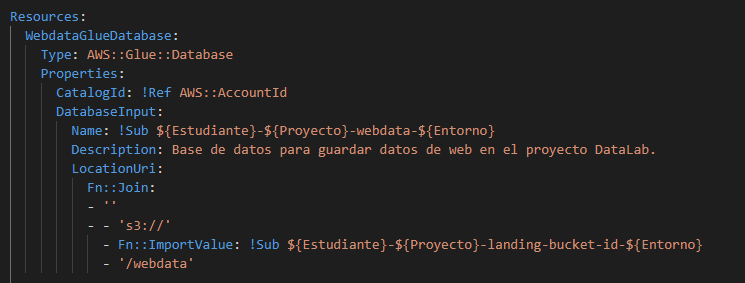 Resources:
  WebdataGlueDatabase:
    Type: AWS::Glue::Database
    Properties:
      CatalogId: !Ref AWS::AccountId
      DatabaseInput:
        Name: !Sub ${Estudiante}-${Proyecto}-webdata-${Entorno}
        Description: Base de datos para guardar datos de web en el proyecto DataLab.
        LocationUri:
          Fn::Join:
          - ''
          - - 's3://'
            - Fn::ImportValue: !Sub ${Estudiante}-${Proyecto}-landing-bucket-id-${Entorno}
            - '/webdata'